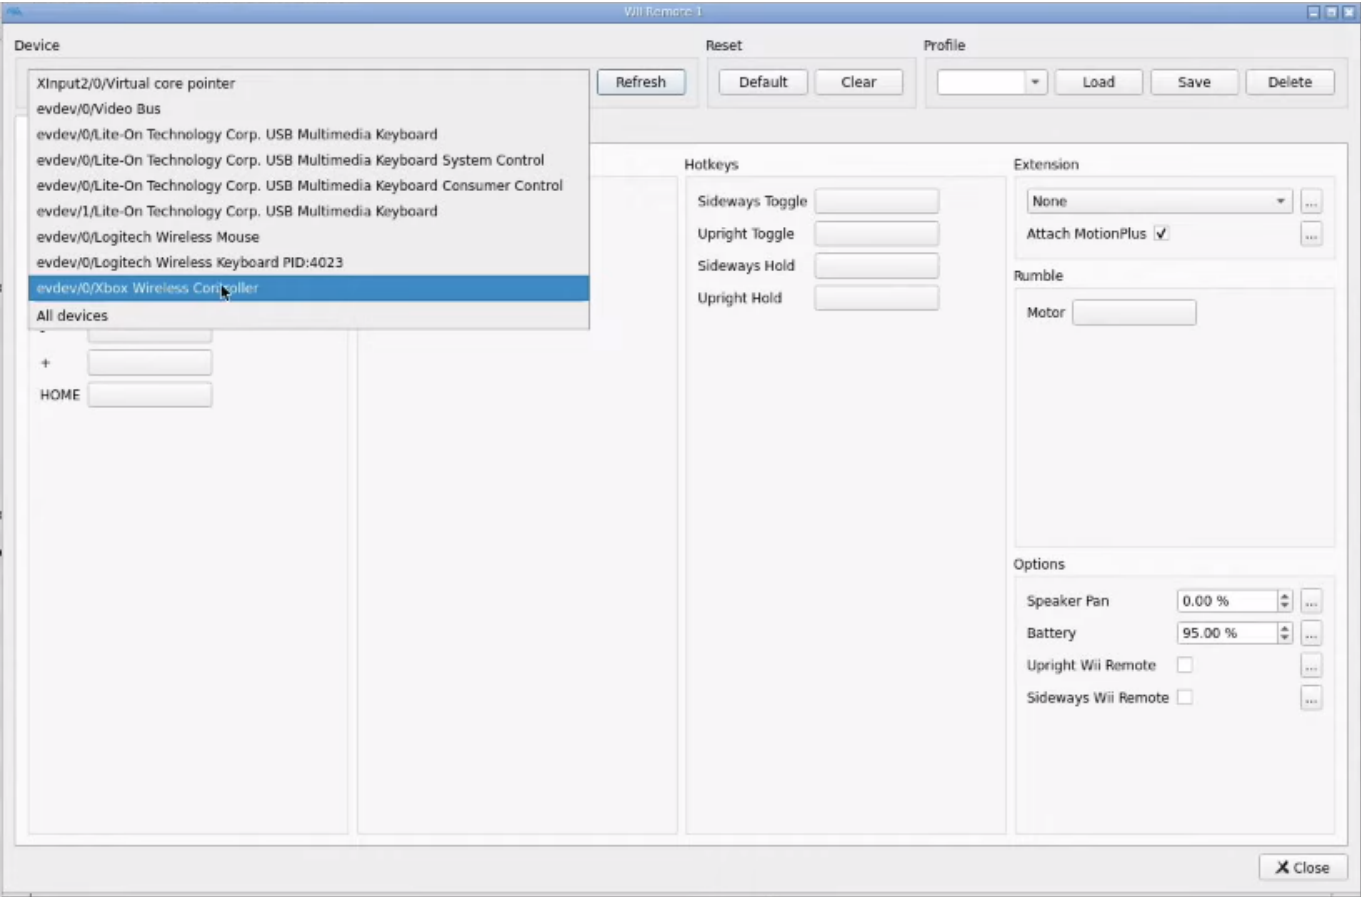 Wii Remote 1
Device
Reset
Profile
XInput2/0/Virtual core pointer
evdev/0/Video Bus
evdev/0/Lite-On Technology Corp. USB Multimedia Keyboard
evdev/0/Lite-On Technology Corp. USB Multimedia Keyboard System Control
evdev/0/Lite-On Technology Corp. USB Multimedia Keyboard Consumer Control
evdev/1/Lite-On Technology Corp. USB Multimedia Keyboard
evdev/0/Logitech Wireless Mouse
evdev/0/Logitech Wireless Keyboard PID:4023
evdev/0/Xbox Wireless Controller
All devices
Refresh
Default
Clear
Load
Save
Delete
-
+
HOME
Hotkeys
Sideways Toggle
Upright Toggle
Sideways Hold
Upright Hold
Extension
None
...
Attach MotionPlus
...
Rumble
Motor
Options
Speaker Pan
0.00 %
...
Battery
95.00 %
...
Upright Wii Remote
...
Sideways Wii Remote
...
Close